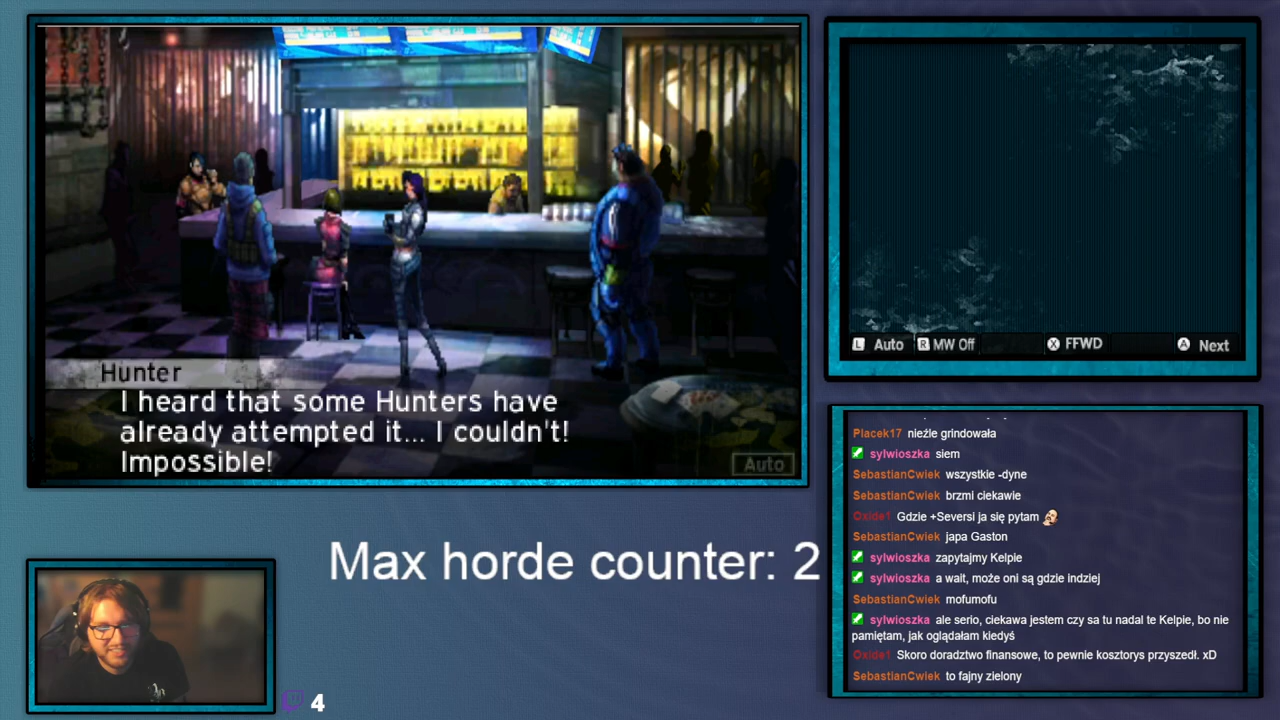 Hunter
I heard that some Hunters have
already attempted it... I couldn't!
Impossible!
Auto
L Auto R MW Off X FFWD A Next
Max horde counter: 2
4
Placek17 nieźle grindowała
sylwioszka siem
SebastianCwiek wszystkie -dyne
SebastianCwiek brzmi ciekawie
Oxide1 Gdzie +Seversi ja się pytam
SebastianCwiek japa Gaston
sylwioszka zapytajmy Kelpie
sylwioszka a wait, może oni są gdzie indziej
SebastianCwiek mofumofu
sylwioszka ale serio, ciekawa jestem czy sa tu nadal te Kelpie, bo nie
pamiętam, jak oglądałam kiedyś
Oxide1 Skoro doradztwo finansowe, to pewnie kosztorys przyszedł. xD
SebastianCwiek to fajny zielony